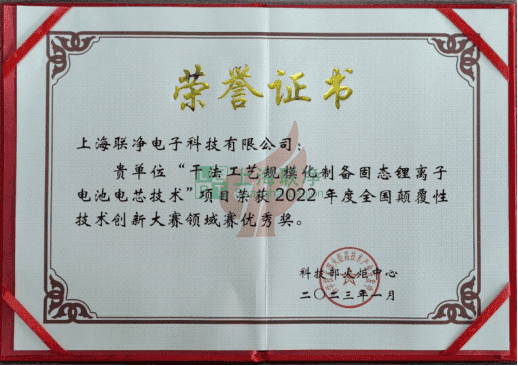 荣誉证书
上海联净电子科技有限公司：
贵单位“干法工艺规模化制备固态锂离子
电池电芯技术”项目荣获2022年度全国颠覆性
技术创新大赛领域赛优秀奖。
上海联净
科技部火炬中心
二〇二三年一月